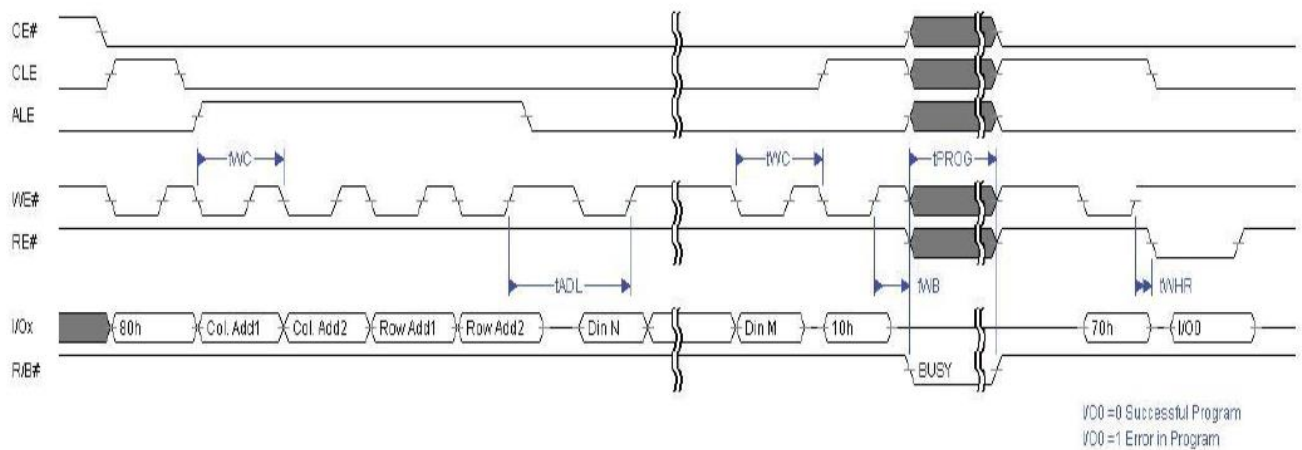 CE#
CLE
ALE
tWC
tWC
tPROG
WE#
RE#
tADL
tWB
tWHR
I/Ox
80h
Col. Add1
Col. Add2
Row Add1
Row Add2
Din N
Din M
10h
70h
I/O0
R/B#
BUSY
I/O0 =0 Successful Program
I/O0 =1 Error in Program